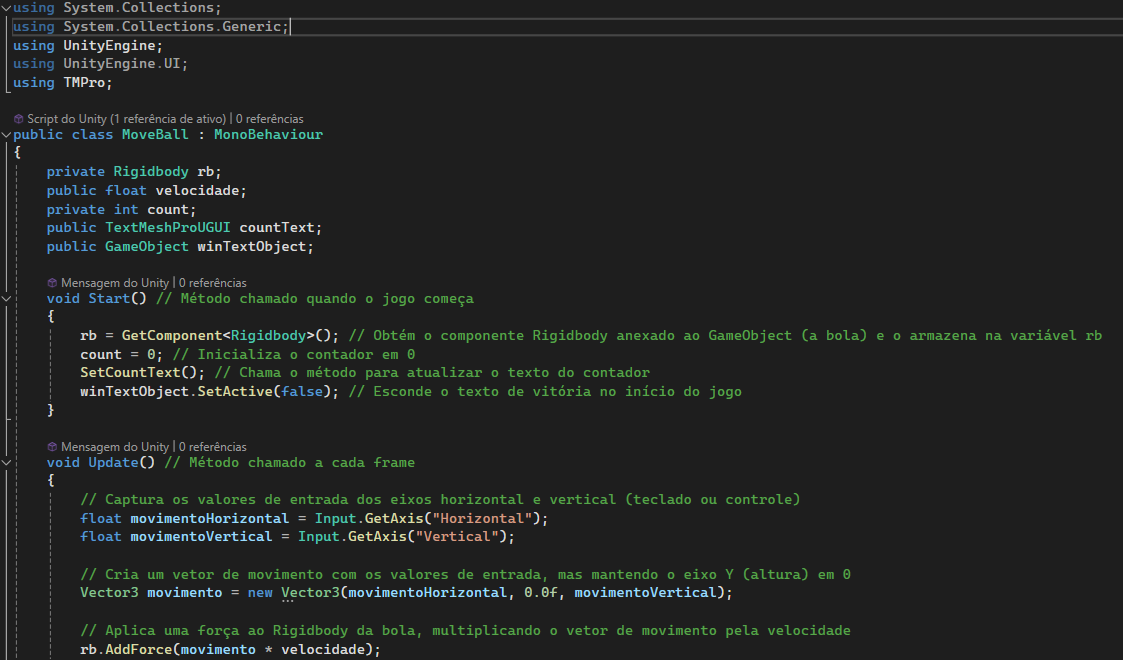 using System.Collections;
using System.Collections.Generic;
using UnityEngine;
using UnityEngine.UI;
using TMPro;
Script do Unity (1 referência de ativo) | 0 referências
public class MoveBall : MonoBehaviour
{
private Rigidbody rb;
public float velocidade;
private int count;
public TextMeshProUGUI countText;
public GameObject winTextObject;
Mensagem do Unity | 0 referências
void Start() // Método chamado quando o jogo começa
{
rb = GetComponent<Rigidbody>(); // Obtém o componente Rigidbody anexado ao GameObject (a bola) e o armazena na variável rb
count = 0; // Inicializa o contador em 0
SetCountText(); // Chama o método para atualizar o texto do contador
winTextObject.SetActive(false); // Esconde o texto de vitória no início do jogo
}
Mensagem do Unity | 0 referências
void Update() // Método chamado a cada frame
{
// Captura os valores de entrada dos eixos horizontal e vertical (teclado ou controle)
float movimentoHorizontal = Input.GetAxis("Horizontal");
float movimentoVertical = Input.GetAxis("Vertical");
// Cria um vetor de movimento com os valores de entrada, mas mantendo o eixo Y (altura) em 0
Vector3 movimento = new Vector3(movimentoHorizontal, 0.0f, movimentoVertical);
// Aplica uma força ao Rigidbody da bola, multiplicando o vetor de movimento pela velocidade
rb.AddForce(movimento * velocidade);